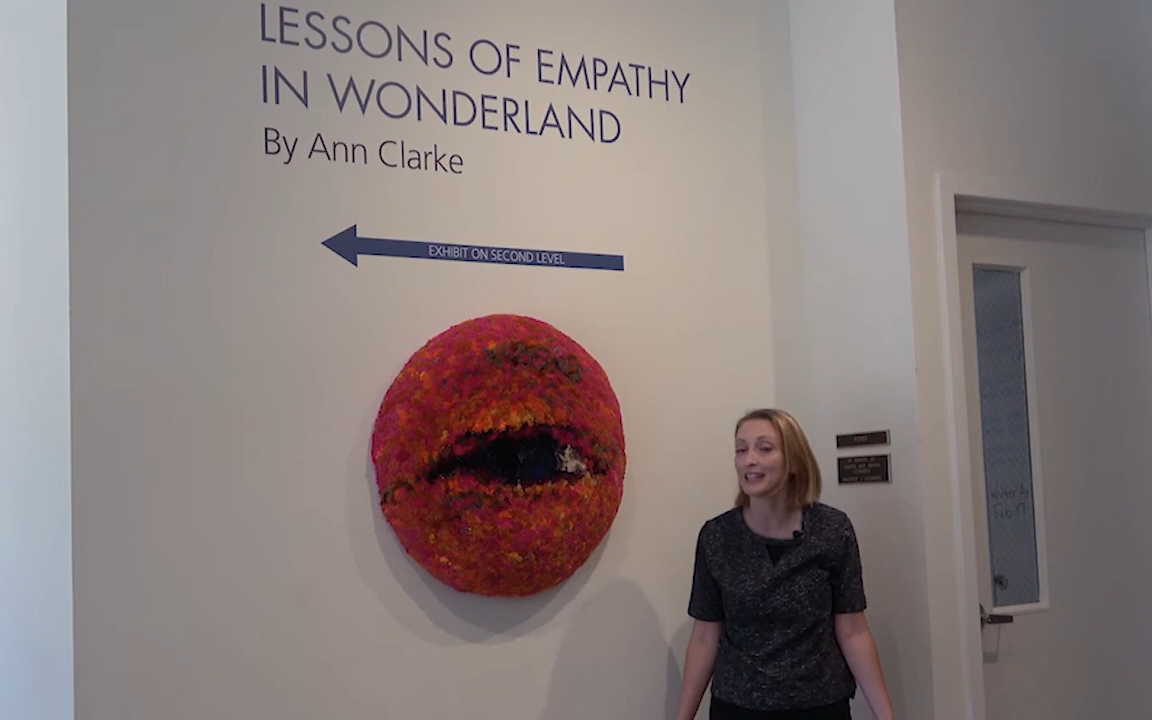 LESSONS OF EMPATHY
IN WONDERLAND
By Ann Clarke
EXHIBIT ON SECOND LEVEL